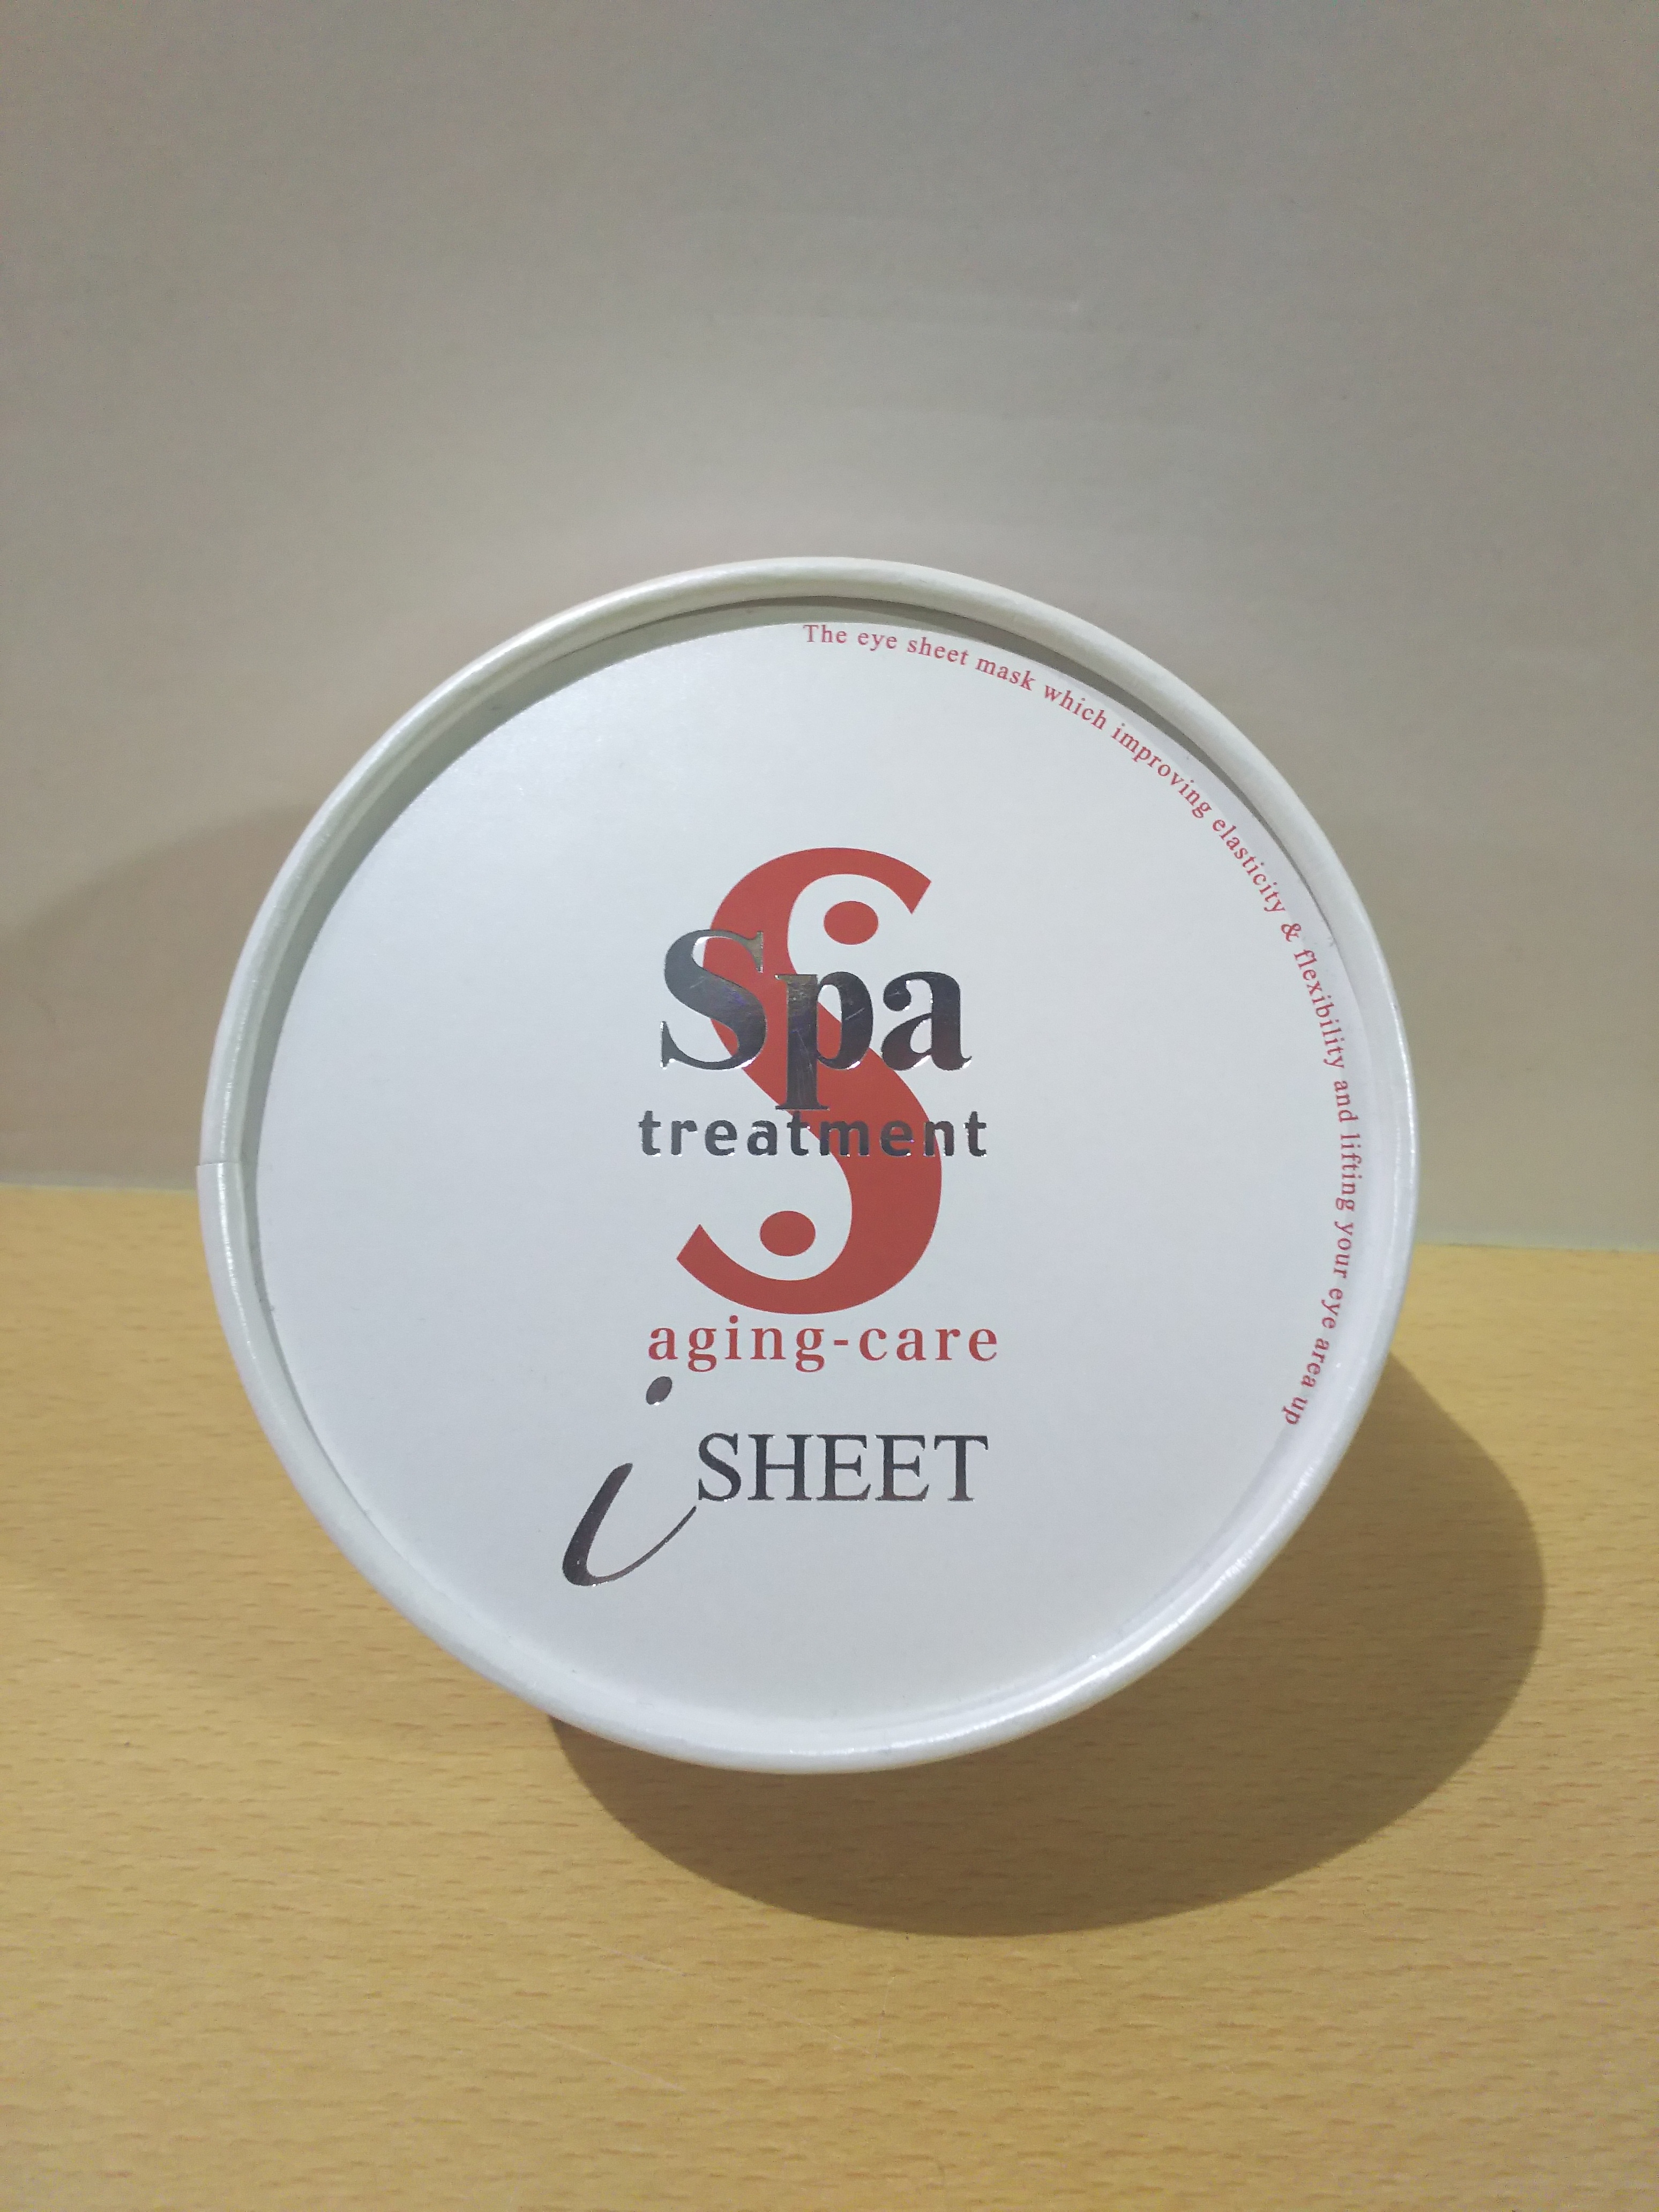 The eye sheet mask which improving elasticity & flexibility and lifting your eye area up
S
Spa
treatment
aging-care
i SHEET